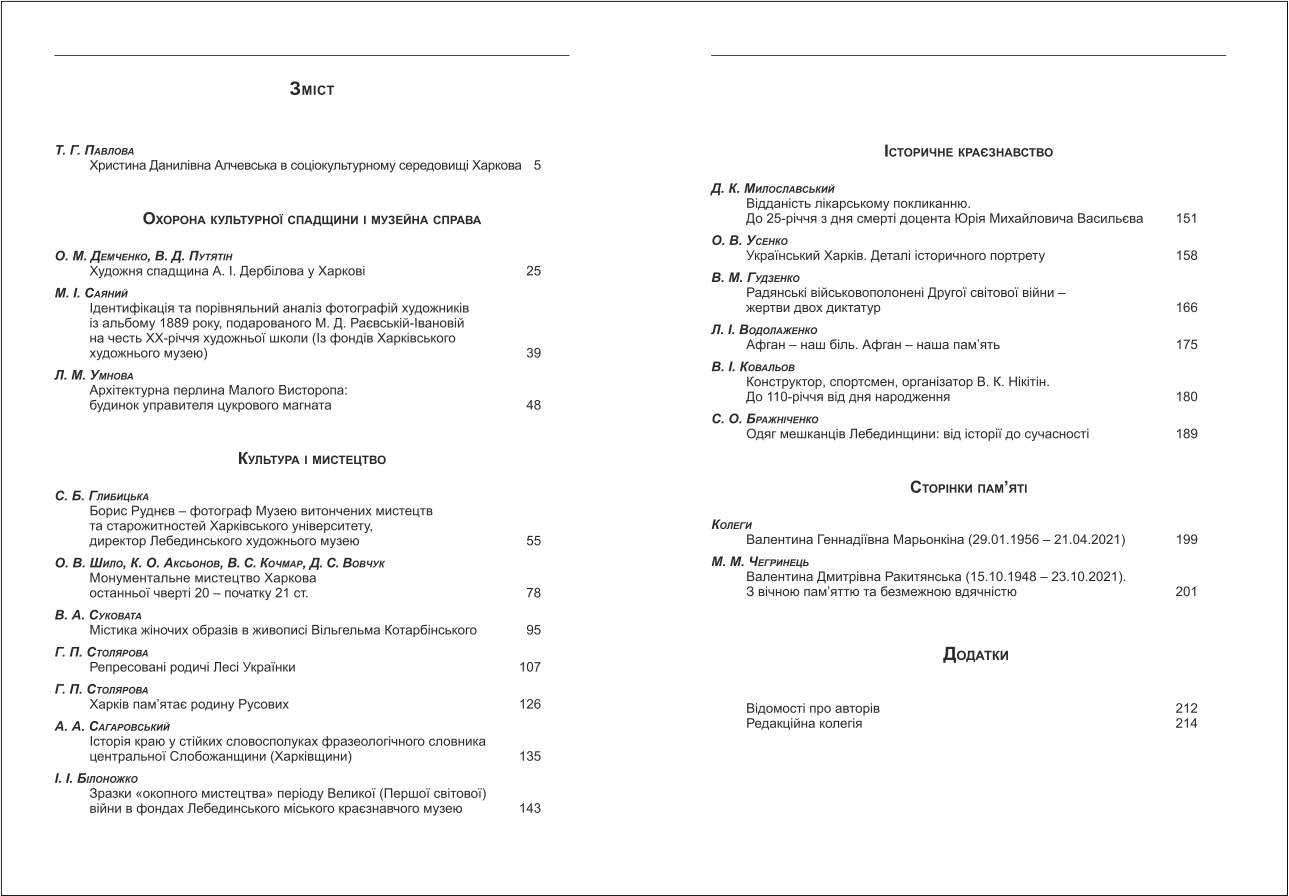 Зміст
Т. Г. Павлова
Христина Данилівна Алчевська в соціокультурному середовищі Харкова 5
Охорона культурної спадщини і музейна справа
О. М. Демченко, В. Д. Путятін
Художня спадщина А. І. Дербілова у Харкові 25
М. І. Саяний
Ідентифікація та порівняльний аналіз фотографій художників
із альбому 1889 року, подарованого М. Д. Раєвській-Івановій
на честь ХХ-річчя художньої школи (Із фондів Харківського
художнього музею) 39
Л. М. Умнова
Архітектурна перлина Малого Висторопа:
будинок управителя цукрового магната 48
Культура і мистецтво
С. Б. Глибицька
Борис Руднєв – фотограф Музею витончених мистецтв
та старожитностей Харківського університету,
директор Лебединського художнього музею 55
О. В. Шило, К. О. Аксьонов, В. С. Кочмар, Д. С. Вовчук
Монументальне мистецтво Харкова
останньої чверті 20 – початку 21 ст. 78
В. А. Суковата
Містика жіночих образів в живописі Вільгельма Котарбінського 95
Г. П. Столярова
Репресовані родичі Лесі Українки 107
Г. П. Столярова
Харків пам’ятає родину Русових 126
А. А. Сагаровський
Історія краю у стійких словосполуках фразеологічного словника
центральної Слобожанщини (Харківщини) 135
І. І. Білоножко
Зразки «окопного мистецтва» періоду Великої (Першої світової)
війни в фондах Лебединського міського краєзнавчого музею 143
Історичне краєзнавство
Д. К. Милославський
Відданість лікарському покликанню.
До 25-річчя з дня смерті доцента Юрія Михайловича Васильєва 151
О. В. Усенко
Український Харків. Деталі історичного портрету 158
В. М. Гудзенко
Радянські військовополонені Другої світової війни –
жертви двох диктатур 166
Л. І. Водолаженко
Афган – наш біль. Афган – наша пам’ять 175
В. І. Ковальов
Конструктор, спортсмен, організатор В. К. Нікітін.
До 110-річчя від дня народження 180
С. О. Бражніченко
Одяг мешканців Лебединщини: від історії до сучасності 189
Сторінки пам’яті
Колеги
Валентина Геннадіївна Марьонкіна (29.01.1956 – 21.04.2021) 199
М. М. Чегринець
Валентина Дмитрівна Ракитянська (15.10.1948 – 23.10.2021).
З вічною пам’яттю та безмежною вдячністю 201
Додатки
Відомості про авторів 212
Редакційна колегія 214